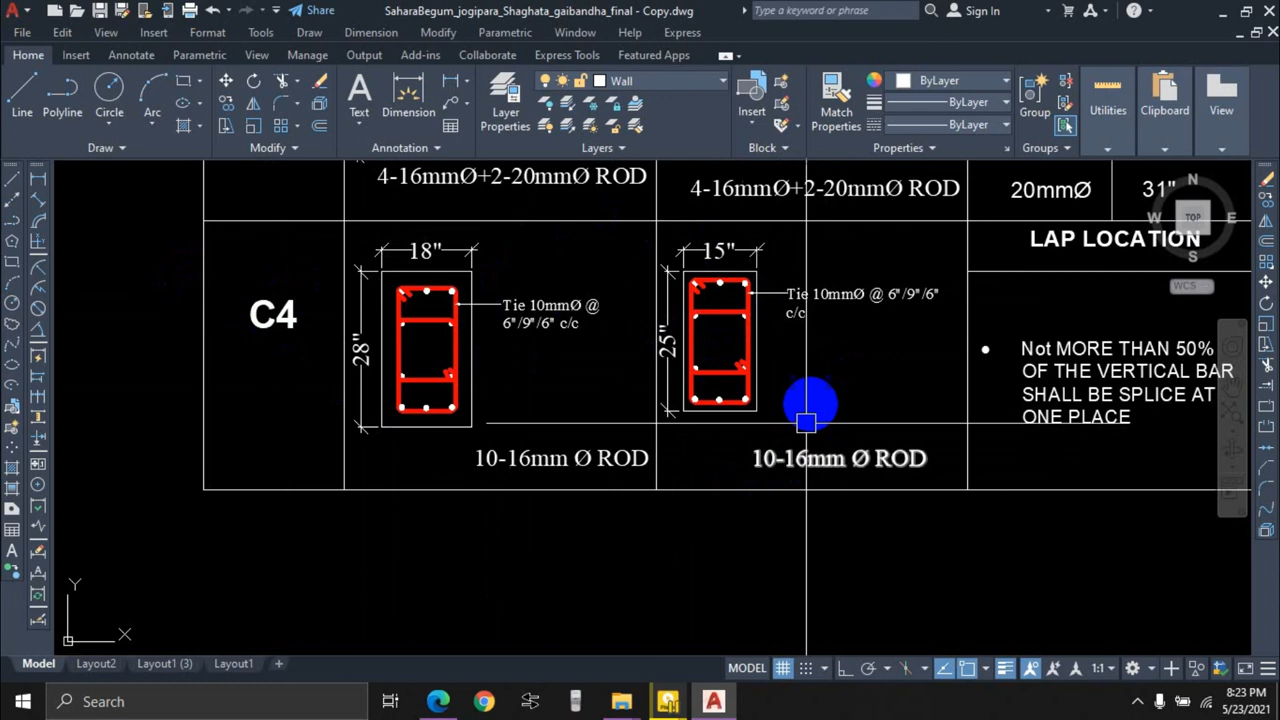 SaharaBegum_jogipara_Shaghata_gaibandha_final - Copy.dwg
Share
Type a keyword or phrase
Sign In
File Edit View Insert Format Tools Draw Dimension Modify Parametric Window Help Express
Home Insert Annotate Parametric View Manage Output Collaborate Express Tools Featured Apps
Wall
ByLayer
ByLayer
ByLayer
Line Polyline Circle Arc
Text Dimension
Layer Properties
Insert
Match Properties
Group
Utilities Clipboard View
Draw Modify Annotation Layers Block Properties Groups
4-16mmØ+2-20mmØ ROD
4-16mmØ+2-20mmØ ROD
20mmØ
31"
N
W TOP E
S
WCS
LAP LOCATION
C4
18"
28"
Tie 10mmØ @
6"/9"/6" c/c
10-16mm Ø ROD
15"
25"
Tie 10mmØ @ 6"/9"/6"
c/c
10-16mm Ø ROD
Not MORE THAN 50%
OF THE VERTICAL BAR
SHALL BE SPLICE AT
ONE PLACE
Y
X
Model Layout2 Layout1 (3) Layout1 +
MODEL
1:1
Search
8:23 PM
5/23/2021